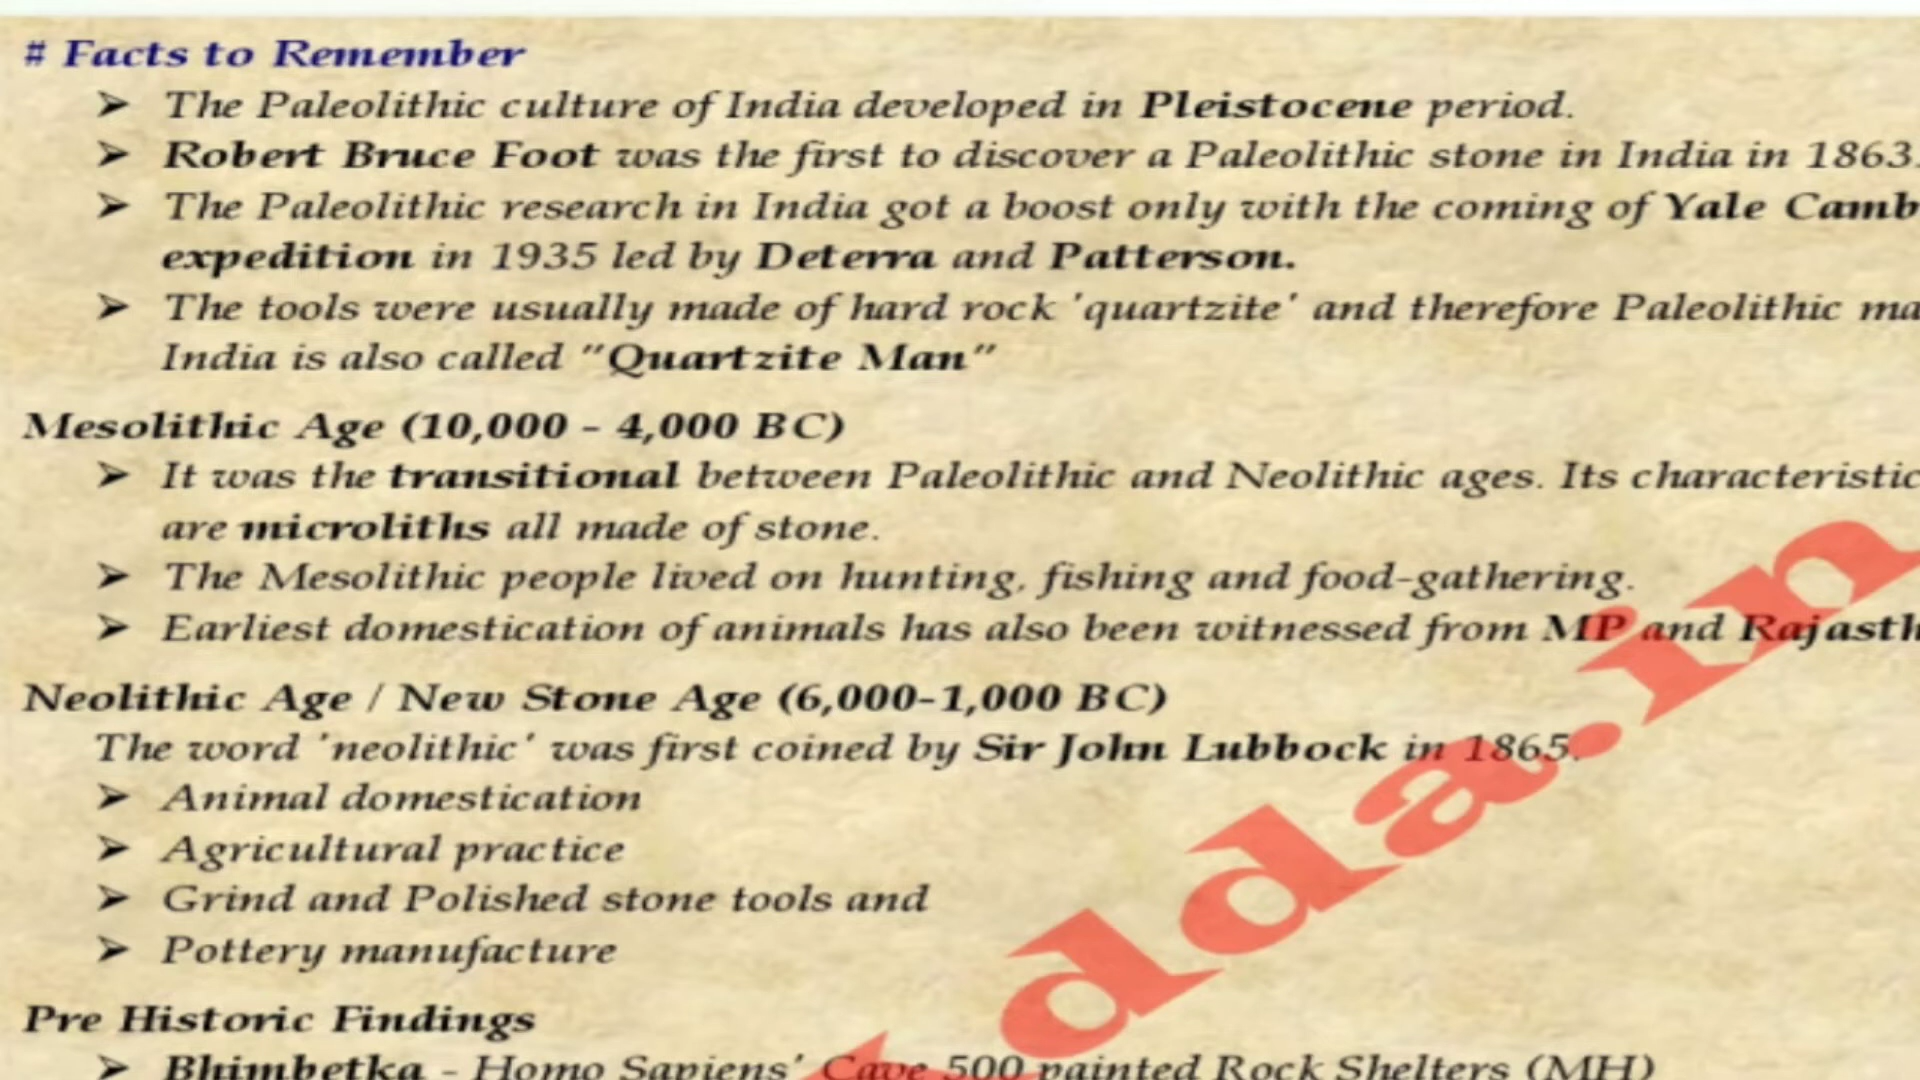 # Facts to Remember
➢ The Paleolithic culture of India developed in Pleistocene period.
➢ Robert Bruce Foot was the first to discover a Paleolithic stone in India in 1863.
➢ The Paleolithic research in India got a boost only with the coming of Yale Camb
expedition in 1935 led by Deterra and Patterson.
➢ The tools were usually made of hard rock 'quartzite' and therefore Paleolithic ma
India is also called "Quartzite Man"
Mesolithic Age (10,000 – 4,000 BC)
➢ It was the transitional between Paleolithic and Neolithic ages. Its characteristic
are microliths all made of stone.
➢ The Mesolithic people lived on hunting, fishing and food-gathering.
➢ Earliest domestication of animals has also been witnessed from MP and Rajasth
Neolithic Age / New Stone Age (6,000–1,000 BC)
The word 'neolithic' was first coined by Sir John Lubbock in 1865.
➢ Animal domestication
➢ Agricultural practice
➢ Grind and Polished stone tools and
➢ Pottery manufacture
Pre Historic Findings
➢ Bhimbetka – Homo Sapiens' Cave 500 painted Rock Shelters (MH)
dda.in